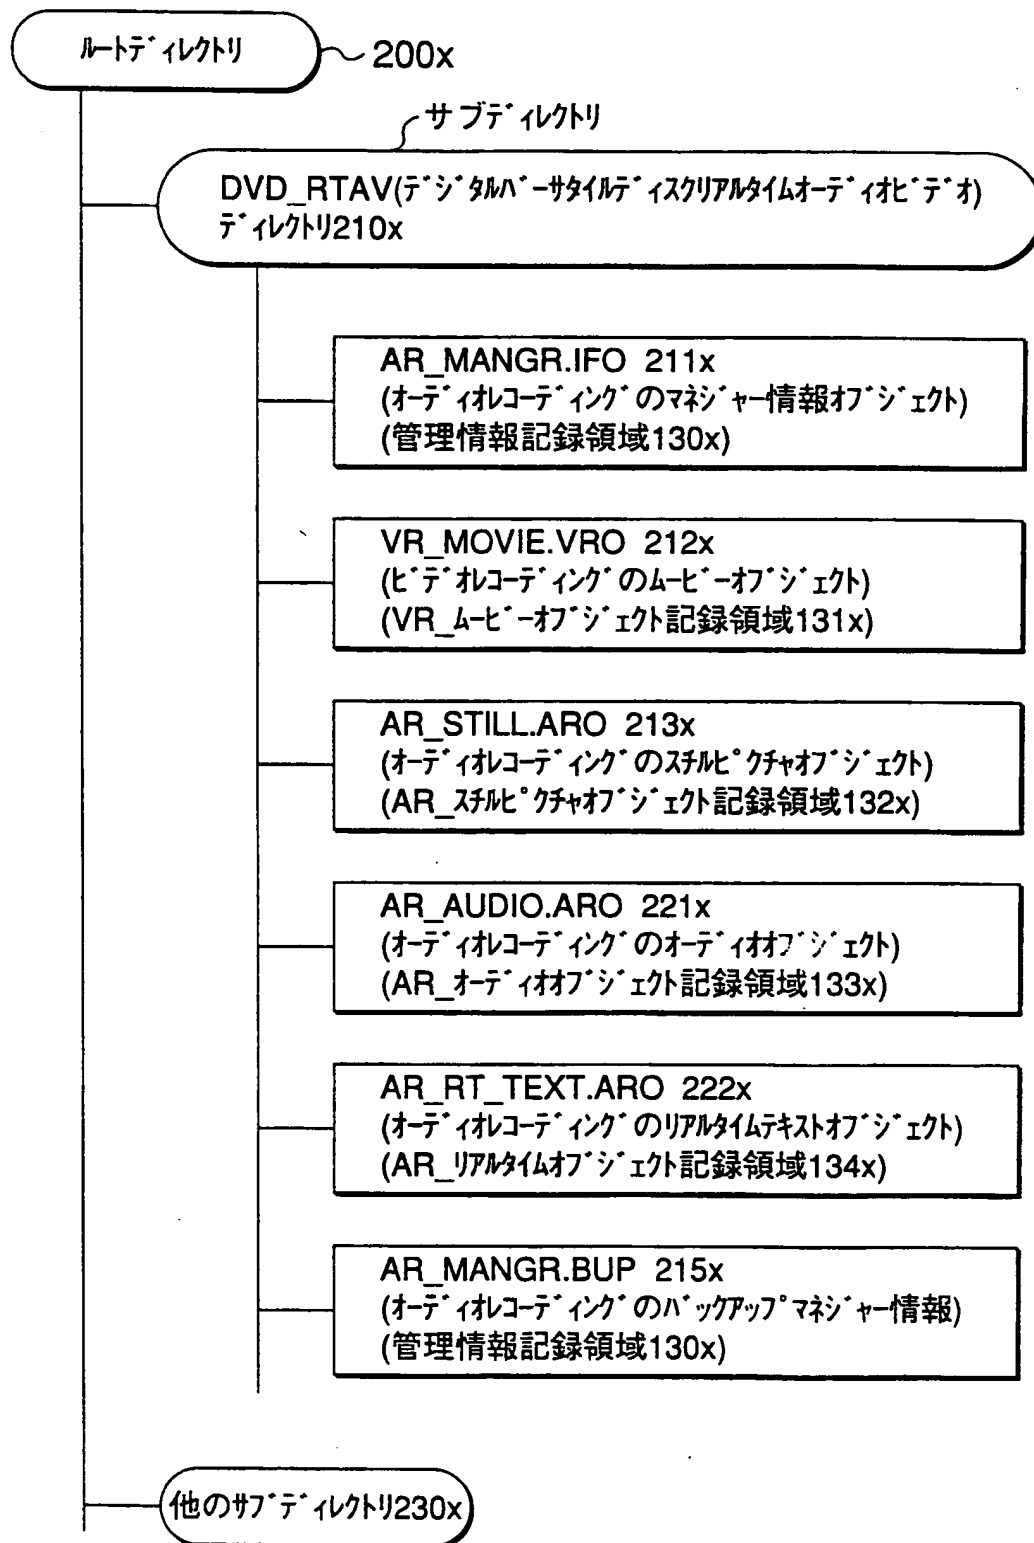 ﾙｰﾄﾃﾞｨﾚｸﾄﾘ 200x
サブﾃﾞｨﾚｸﾄﾘ
DVD_RTAV(ﾃﾞｼﾞﾀﾙﾊﾞｰｻﾀｲﾙﾃﾞｨｽｸﾘｱﾙﾀｲﾑｵｰﾃﾞｨｵﾋﾞﾃﾞｵ)
ﾃﾞｨﾚｸﾄﾘ210x
AR_MANGR.IFO 211x
(ｵｰﾃﾞｨｵﾚｺｰﾃﾞｨﾝｸﾞのﾏﾈｼﾞｬｰ情報ｵﾌﾞｼﾞｪｸﾄ)
(管理情報記録領域130x)
VR_MOVIE.VRO 212x
(ﾋﾞﾃﾞｵﾚｺｰﾃﾞｨﾝｸﾞのﾑｰﾋﾞｰｵﾌﾞｼﾞｪｸﾄ)
(VR_ﾑｰﾋﾞｰｵﾌﾞｼﾞｪｸﾄ記録領域131x)
AR_STILL.ARO 213x
(ｵｰﾃﾞｨｵﾚｺｰﾃﾞｨﾝｸﾞのｽﾁﾙﾋﾟｸﾁｬｵﾌﾞｼﾞｪｸﾄ)
(AR_ｽﾁﾙﾋﾟｸﾁｬｵﾌﾞｼﾞｪｸﾄ記録領域132x)
AR_AUDIO.ARO 221x
(ｵｰﾃﾞｨｵﾚｺｰﾃﾞｨﾝｸﾞのｵｰﾃﾞｨｵｵﾌﾞｼﾞｪｸﾄ)
(AR_ｵｰﾃﾞｨｵｵﾌﾞｼﾞｪｸﾄ記録領域133x)
AR_RT_TEXT.ARO 222x
(ｵｰﾃﾞｨｵﾚｺｰﾃﾞｨﾝｸﾞのﾘｱﾙﾀｲﾑﾃｷｽﾄｵﾌﾞｼﾞｪｸﾄ)
(AR_ﾘｱﾙﾀｲﾑｵﾌﾞｼﾞｪｸﾄ記録領域134x)
AR_MANGR.BUP 215x
(ｵｰﾃﾞｨｵﾚｺｰﾃﾞｨﾝｸﾞのﾊﾞｯｸｱｯﾌﾟﾏﾈｼﾞｬｰ情報)
(管理情報記録領域130x)
他のｻﾌﾞﾃﾞｨﾚｸﾄﾘ230x